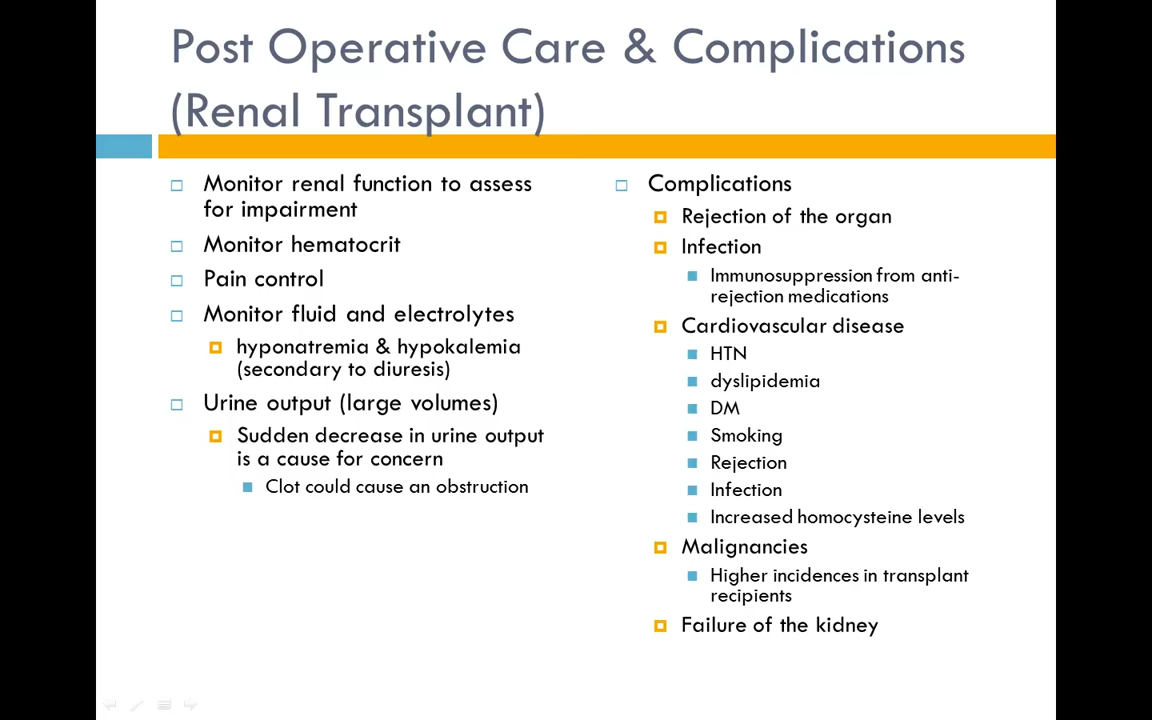 Post Operative Care & Complications
(Renal Transplant)
Monitor renal function to assess
for impairment
Monitor hematocrit
Pain control
Monitor fluid and electrolytes
hyponatremia & hypokalemia
(secondary to diuresis)
Urine output (large volumes)
Sudden decrease in urine output
is a cause for concern
Clot could cause an obstruction
Complications
Rejection of the organ
Infection
Immunosuppression from anti-
rejection medications
Cardiovascular disease
HTN
dyslipidemia
DM
Smoking
Rejection
Infection
Increased homocysteine levels
Malignancies
Higher incidences in transplant
recipients
Failure of the kidney